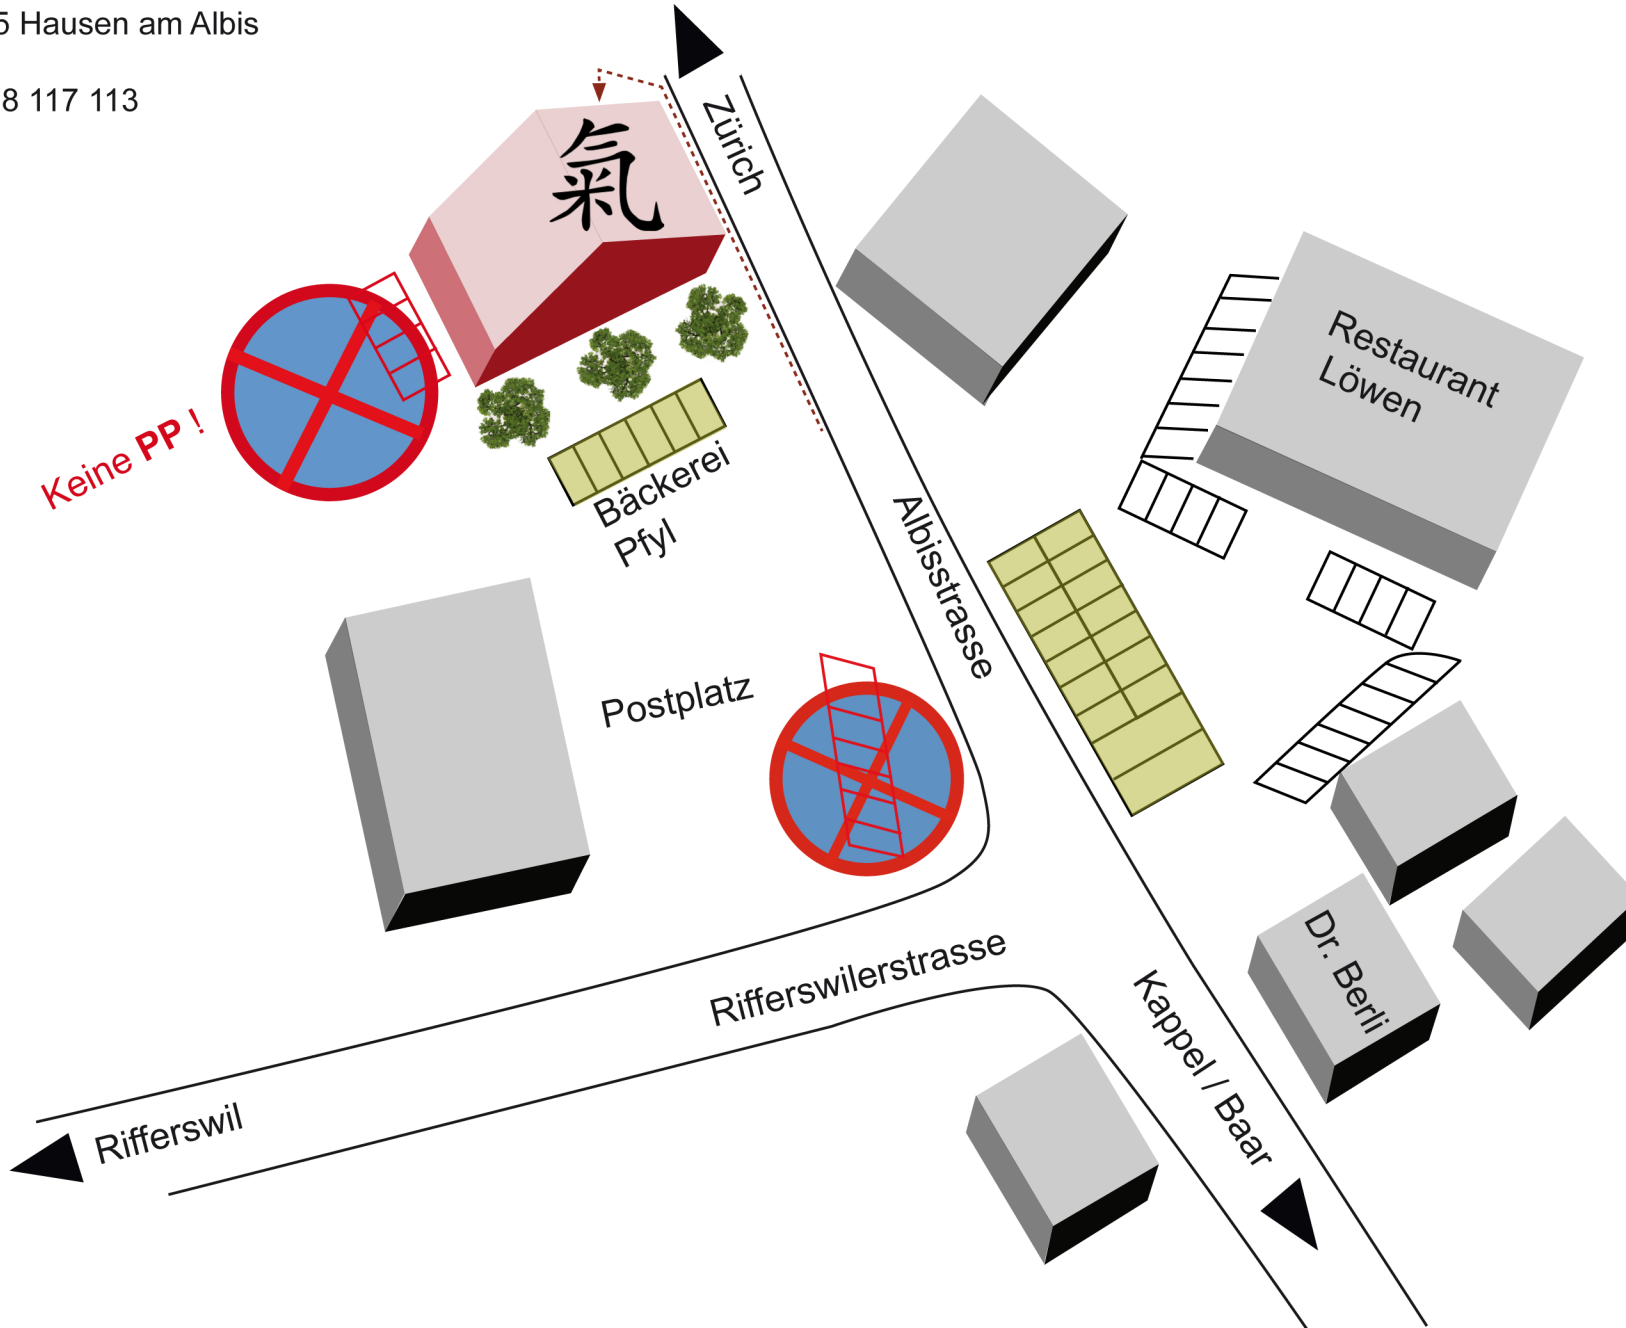 5 Hausen am Albis
8 117 113
Zürich
氣
Restaurant
Löwen
Keine PP !
Bäckerei
Pfyl
Albisstrasse
Postplatz
Rifferswilerstrasse
Dr. Berli
Kappel / Baar
Rifferswil